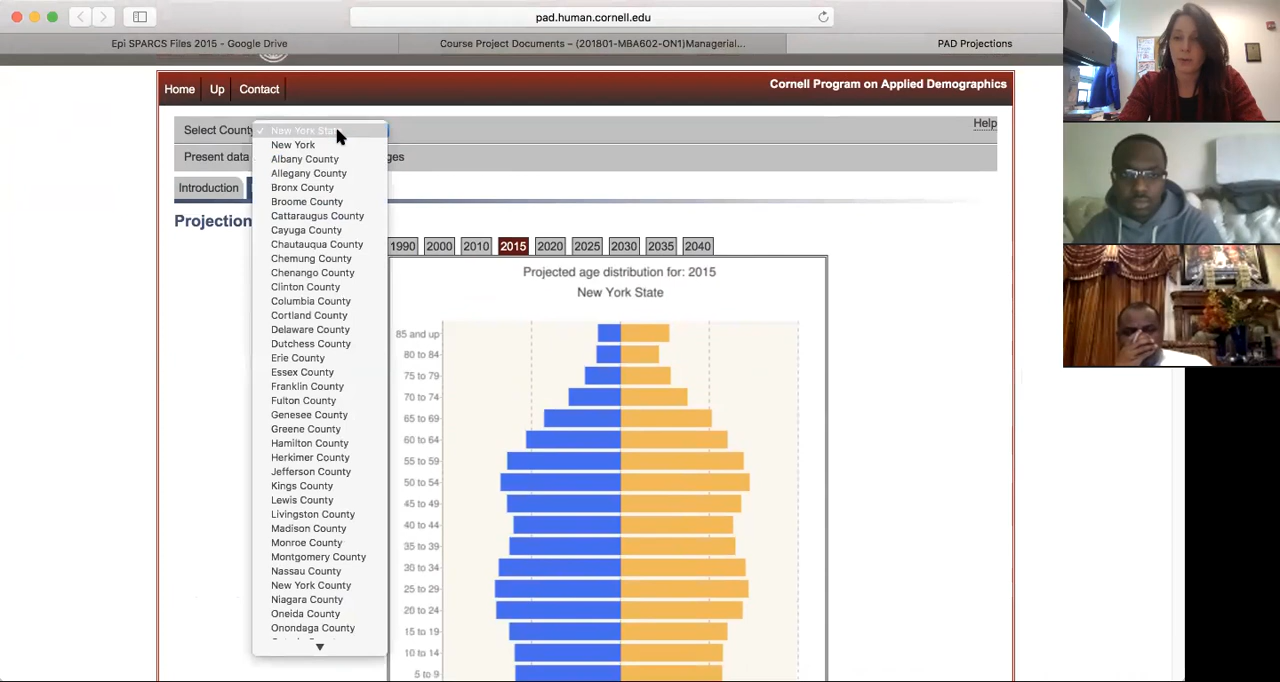 pad.human.cornell.edu
Epi SPARCS Files 2015 - Google Drive
Course Project Documents – (201801-MBA602-ON1)Managerial...
PAD Projections
Home
Up
Contact
Cornell Program on Applied Demographics
Select County
Help
Present data
ges
Introduction
Projection
✓ New York State
New York
Albany County
Allegany County
Bronx County
Broome County
Cattaraugus County
Cayuga County
Chautauqua County
Chemung County
Chenango County
Clinton County
Columbia County
Cortland County
Delaware County
Dutchess County
Erie County
Essex County
Franklin County
Fulton County
Genesee County
Greene County
Hamilton County
Herkimer County
Jefferson County
Kings County
Lewis County
Livingston County
Madison County
Monroe County
Montgomery County
Nassau County
New York County
Niagara County
Oneida County
Onondaga County
1990 2000 2010 2015 2020 2025 2030 2035 2040
Projected age distribution for: 2015
New York State
85 and up
80 to 84
75 to 79
70 to 74
65 to 69
60 to 64
55 to 59
50 to 54
45 to 49
40 to 44
35 to 39
30 to 34
25 to 29
20 to 24
15 to 19
10 to 14
5 to 9